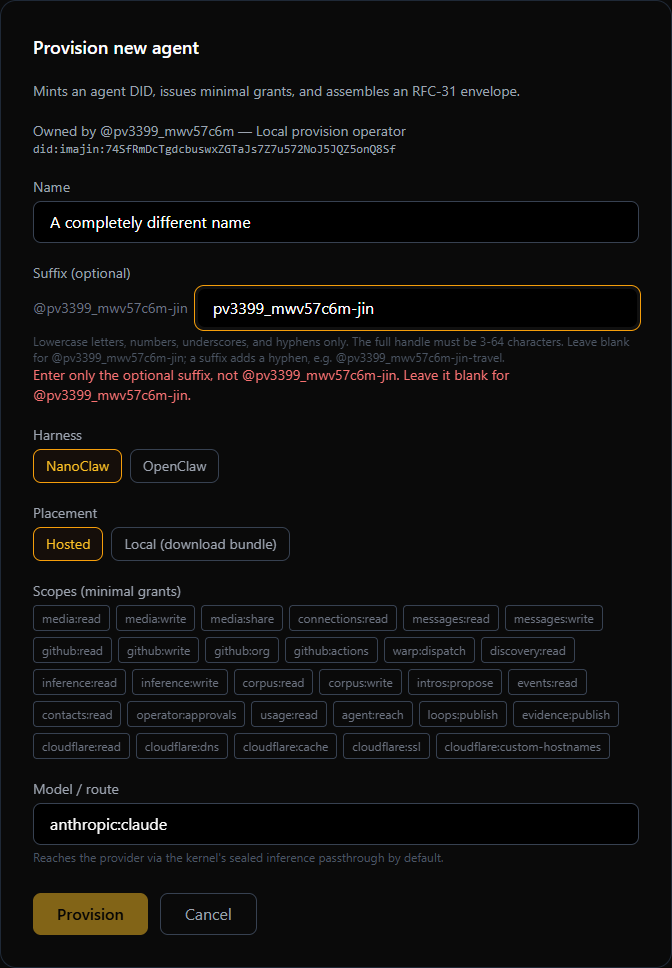 Provision new agent
Mints an agent DID, issues minimal grants, and assembles an RFC-31 envelope.
Owned by @pv3399_mwv57c6m — Local provision operator
did:imajin:74SfRmDcTgdcbuswxZGTaJs7Z7u572NoJ5JQZ5onQ8Sf
Name
A completely different name
Suffix (optional)
@pv3399_mwv57c6m-jin pv3399_mwv57c6m-jin
Lowercase letters, numbers, underscores, and hyphens only. The full handle must be 3-64 characters. Leave blank
for @pv3399_mwv57c6m-jin; a suffix adds a hyphen, e.g. @pv3399_mwv57c6m-jin-travel.
Enter only the optional suffix, not @pv3399_mwv57c6m-jin. Leave it blank for
@pv3399_mwv57c6m-jin.
Harness
NanoClaw OpenClaw
Placement
Hosted Local (download bundle)
Scopes (minimal grants)
media:read media:write media:share connections:read messages:read messages:write
github:read github:write github:org github:actions warp:dispatch discovery:read
inference:read inference:write corpus:read corpus:write intros:propose events:read
contacts:read operator:approvals usage:read agent:reach loops:publish evidence:publish
cloudflare:read cloudflare:dns cloudflare:cache cloudflare:ssl cloudflare:custom-hostnames
Model / route
anthropic:claude
Reaches the provider via the kernel's sealed inference passthrough by default.
Provision Cancel